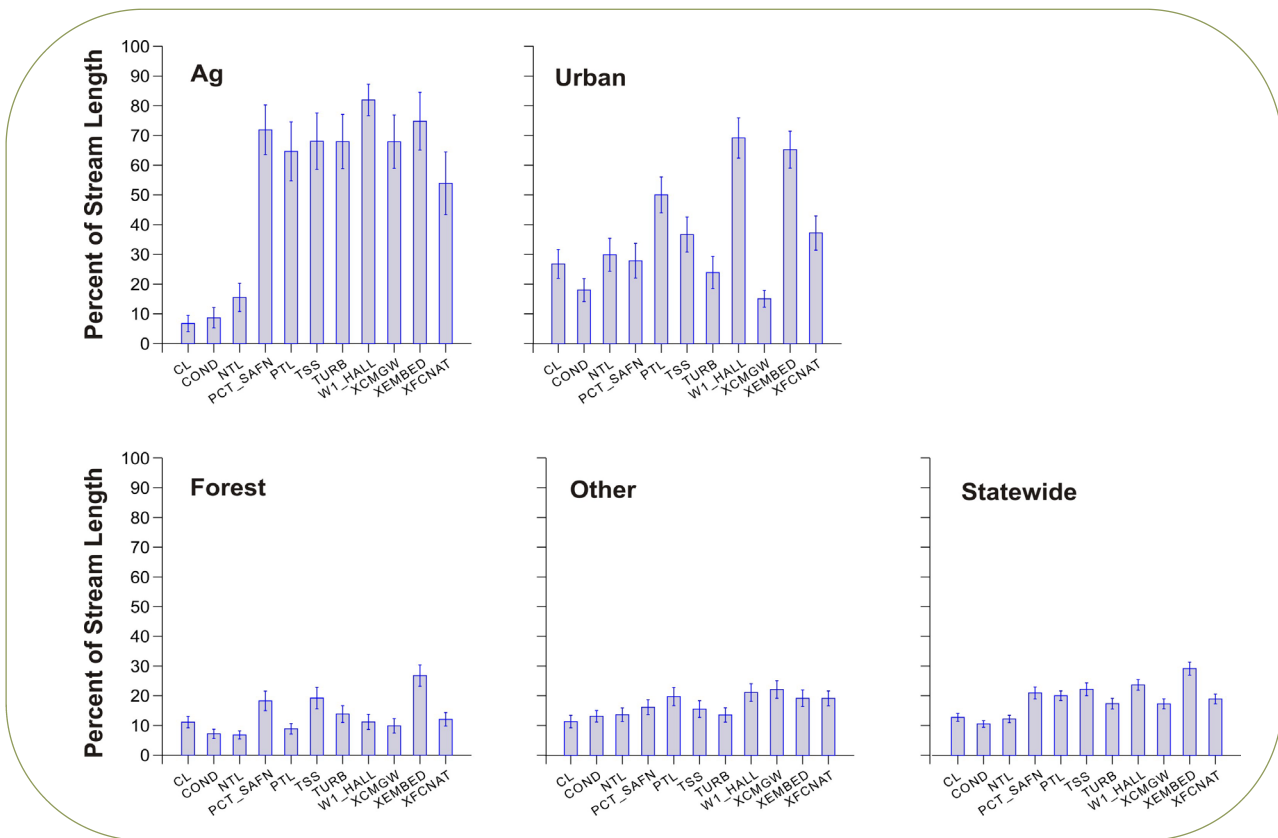 Ag
Percent of Stream Length
100
90
80
70
60
50
40
30
20
10
0
CL
COND
NTL
PCT_SAFN
PTL
TSS
TURB
W1_HALL
XCMGW
XEMBED
XFCNAT
Urban
CL
COND
NTL
PCT_SAFN
PTL
TSS
TURB
W1_HALL
XCMGW
XEMBED
XFCNAT
Forest
Percent of Stream Length
100
90
80
70
60
50
40
30
20
10
0
CL
COND
NTL
PCT_SAFN
PTL
TSS
TURB
W1_HALL
XCMGW
XEMBED
XFCNAT
Other
CL
COND
NTL
PCT_SAFN
PTL
TSS
TURB
W1_HALL
XCMGW
XEMBED
XFCNAT
Statewide
CL
COND
NTL
PCT_SAFN
PTL
TSS
TURB
W1_HALL
XCMGW
XEMBED
XFCNAT